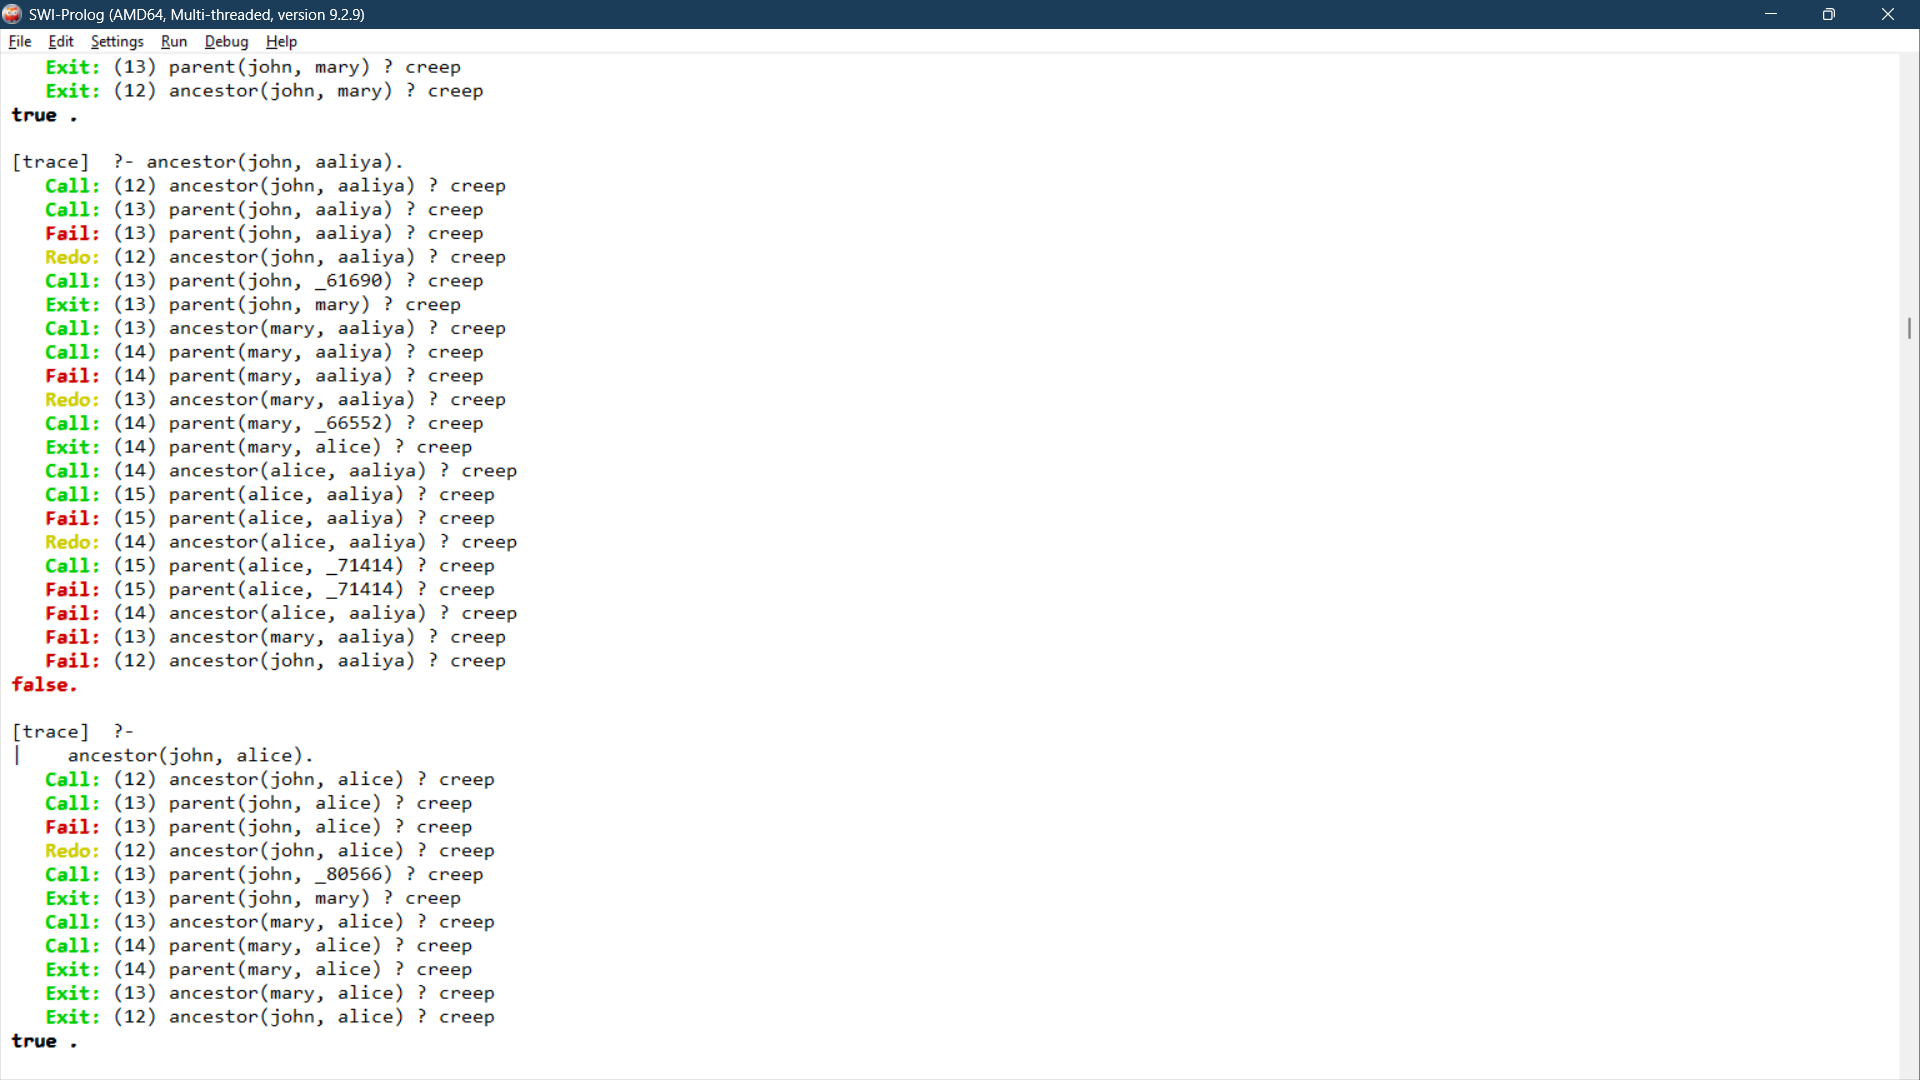 SWI-Prolog (AMD64, Multi-threaded, version 9.2.9)
File Edit Settings Run Debug Help
Exit: (13) parent(john, mary) ? creep
Exit: (12) ancestor(john, mary) ? creep
true .
[trace]  ?- ancestor(john, aaliya).
Call: (12) ancestor(john, aaliya) ? creep
Call: (13) parent(john, aaliya) ? creep
Fail: (13) parent(john, aaliya) ? creep
Redo: (12) ancestor(john, aaliya) ? creep
Call: (13) parent(john, _61690) ? creep
Exit: (13) parent(john, mary) ? creep
Call: (13) ancestor(mary, aaliya) ? creep
Call: (14) parent(mary, aaliya) ? creep
Fail: (14) parent(mary, aaliya) ? creep
Redo: (13) ancestor(mary, aaliya) ? creep
Call: (14) parent(mary, _66552) ? creep
Exit: (14) parent(mary, alice) ? creep
Call: (14) ancestor(alice, aaliya) ? creep
Call: (15) parent(alice, aaliya) ? creep
Fail: (15) parent(alice, aaliya) ? creep
Redo: (14) ancestor(alice, aaliya) ? creep
Call: (15) parent(alice, _71414) ? creep
Fail: (15) parent(alice, _71414) ? creep
Fail: (14) ancestor(alice, aaliya) ? creep
Fail: (13) ancestor(mary, aaliya) ? creep
Fail: (12) ancestor(john, aaliya) ? creep
false.
[trace]  ?-
|    ancestor(john, alice).
Call: (12) ancestor(john, alice) ? creep
Call: (13) parent(john, alice) ? creep
Fail: (13) parent(john, alice) ? creep
Redo: (12) ancestor(john, alice) ? creep
Call: (13) parent(john, _80566) ? creep
Exit: (13) parent(john, mary) ? creep
Call: (13) ancestor(mary, alice) ? creep
Call: (14) parent(mary, alice) ? creep
Exit: (14) parent(mary, alice) ? creep
Exit: (13) ancestor(mary, alice) ? creep
Exit: (12) ancestor(john, alice) ? creep
true .